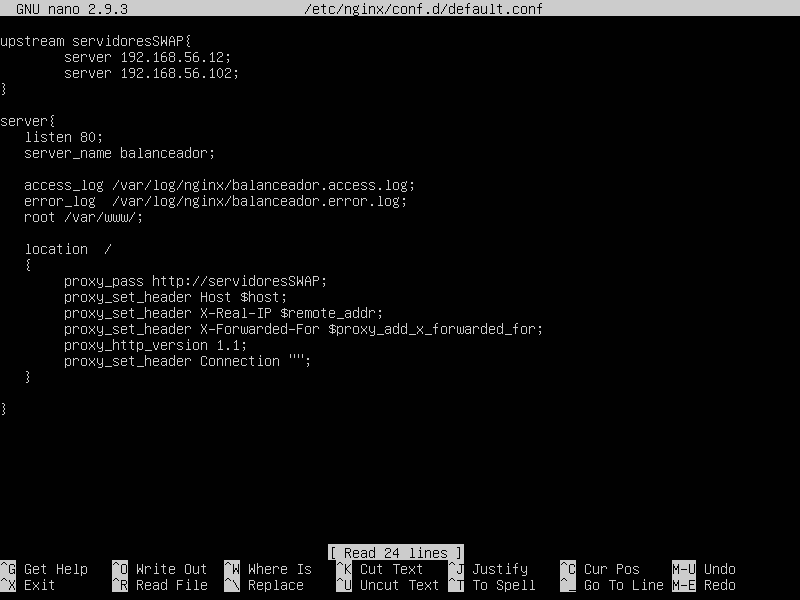 GNU nano 2.9.3 /etc/nginx/conf.d/default.conf
upstream servidoresSWAP{
server 192.168.56.12;
server 192.168.56.102;
}
server{
listen 80;
server_name balanceador;
access_log /var/log/nginx/balanceador.access.log;
error_log /var/log/nginx/balanceador.error.log;
root /var/www/;
location /
{
proxy_pass http://servidoresSWAP;
proxy_set_header Host $host;
proxy_set_header X-Real-IP $remote_addr;
proxy_set_header X-Forwarded-For $proxy_add_x_forwarded_for;
proxy_http_version 1.1;
proxy_set_header Connection "";
}
}
[ Read 24 lines ]
^G Get Help ^O Write Out ^W Where Is ^K Cut Text ^J Justify ^C Cur Pos M-U Undo
^X Exit ^R Read File ^\ Replace ^U Uncut Text ^T To Spell ^_ Go To Line M-E Redo